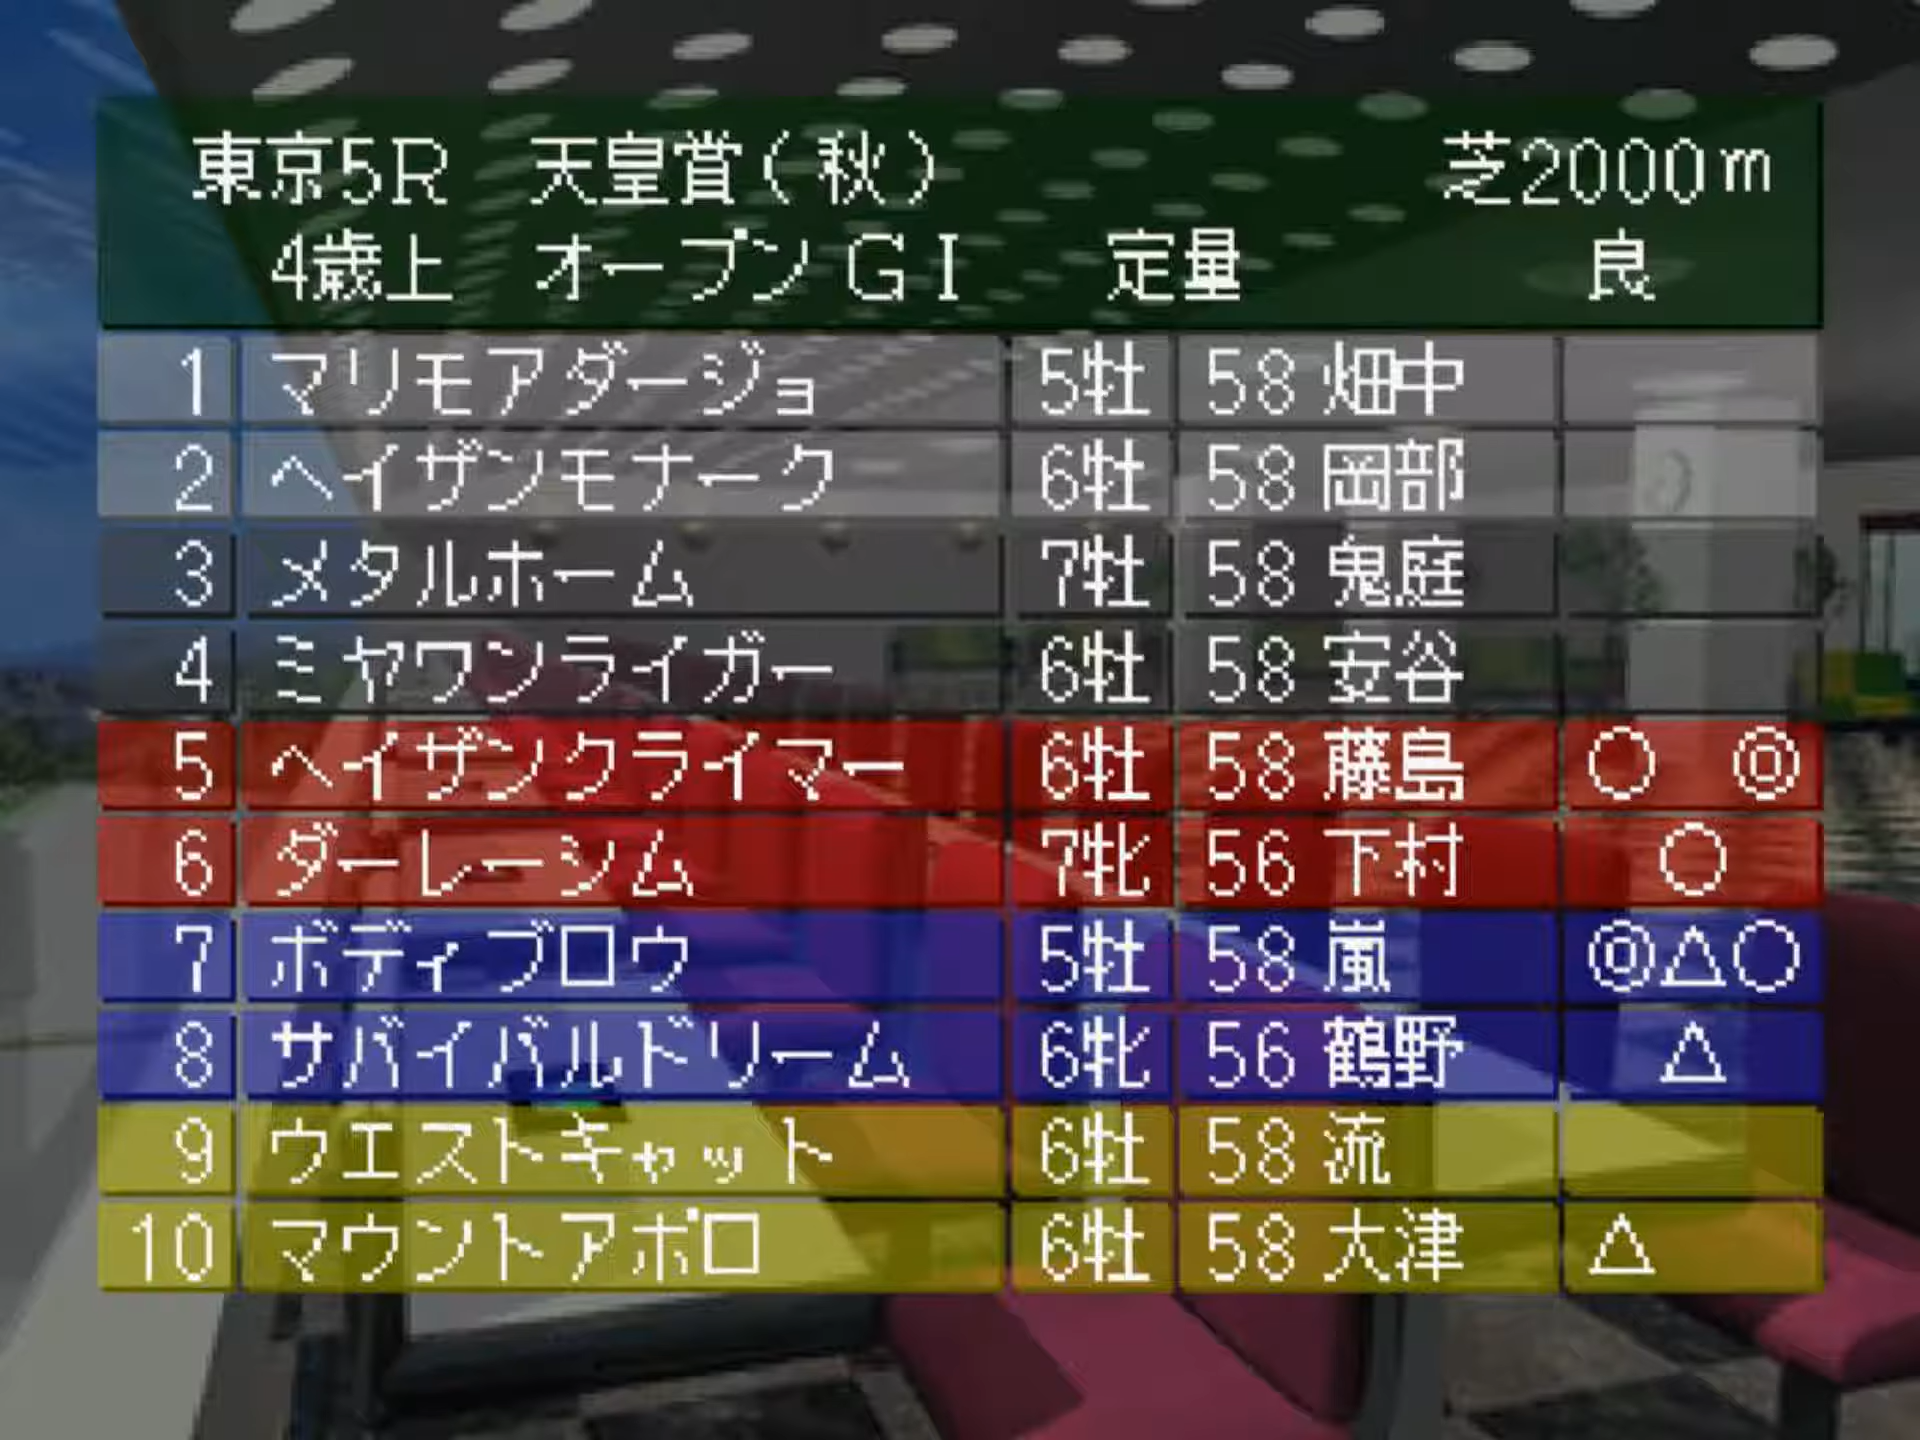 東京5R 天皇賞(秋) 芝2000m
4歳上 オープンGI 定量 良
1 マリモアダージョ 5牡 58 畑中
2 ヘイザンモナーク 6牡 58 岡部
3 メタルホーム 7牡 58 鬼庭
4 ミヤワンライガー 6牡 58 安谷
5 ヘイザンクライマー 6牡 58 藤島 ○ ◎
6 ダーレーシム 7牝 56 下村 ○
7 ボディブロウ 5牡 58 嵐 ◎△○
8 サバイバルドリーム 6牝 56 鶴野 △
9 ウエストキャット 6牡 58 流
10 マウントアポロ 6牡 58 大津 △